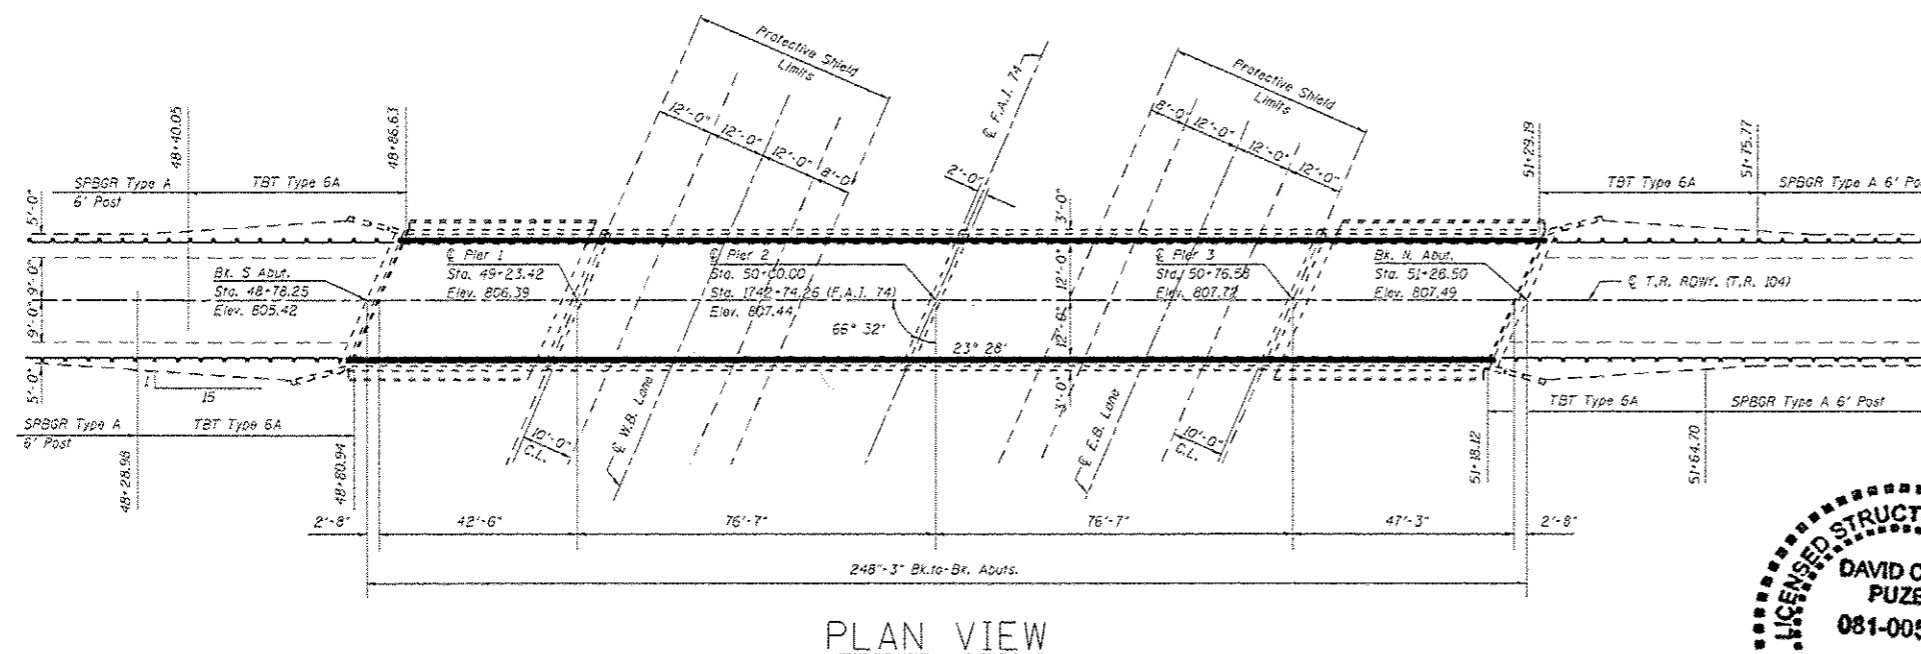 Protective Shield
Limits
12'-0"
12'-0"
12'-0"
8'-0"
℄ F.A.I. 74
2'-0"
Protective Shield
Limits
8'-0"
12'-0"
12'-0"
12'-0"
48+40.05
48+86.63
51+29.19
51+75.77
SPBGR Type A
6' Post
TBT Type 6A
TBT Type 6A
SPBGR Type A 6' Pos
5'-0"
9'-0"
9'-0"
5'-0"
3'-0"
12'-0"
12'-0"
3'-0"
Bk. S Abut.
Sta. 48+78.25
Elev. 805.42
℄ Pier 1
Sta. 49+23.42
Elev. 806.39
℄ Pier 2
Sta. 50+00.00
Sta. 1742+74.26 (F.A.I. 74)
Elev. 807.44
℄ Pier 3
Sta. 50+76.58
Elev. 807.72
Bk. N. Abut.
Sta. 51+26.50
Elev. 807.49
℄ T.R. RDWY. (T.R. 104)
66° 32'
23° 28'
1
15
SPBGR Type A
6' Post
TBT Type 6A
TBT Type 6A
SPBGR Type A 6' Post
48+28.98
48+80.94
10'-0"
C.L.
℄ W.B. Lane
℄ E.B. Lane
10'-0"
C.L.
51+18.12
51+64.70
2'-8"
42'-6"
76'-7"
76'-7"
47'-3"
2'-8"
248"-3" Bk.to-Bk. Abuts.
PLAN VIEW
LICENSED STRUCT
DAVID C
081-005